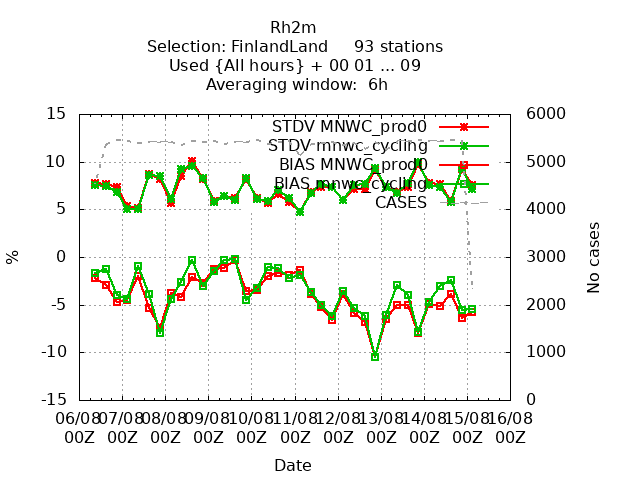 Rh2m
Selection: FinlandLand     93 stations
Used {All hours} + 00 01 ... 09
Averaging window:  6h
STDV MNWC_prod0
STDV mnwc_cycling
BIAS MNWC_prod0
BIAS mnwc_cycling
CASES
15
10
5
0
-5
-10
-15
%
6000
5000
4000
3000
2000
1000
0
No cases
06/08 07/08 08/08 09/08 10/08 11/08 12/08 13/08 14/08 15/08 16/08
00Z 00Z 00Z 00Z 00Z 00Z 00Z 00Z 00Z 00Z 00Z
Date